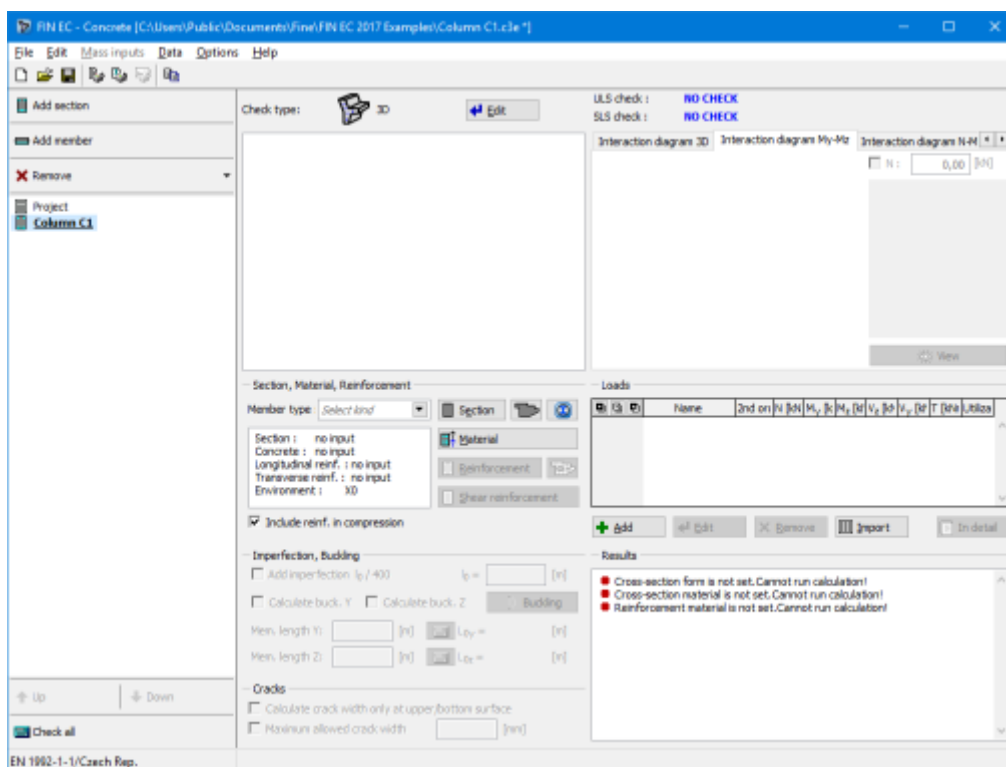 FIN EC - Concrete [C:\Users\Public\Documents\Fine\FIN EC 2017 Examples\Column C1.c3e *]
File Edit Mass inputs Data Options Help
Add section
Add member
Remove
Project
Column C1
Up Down
Check all
EN 1992-1-1/Czech Rep.
Check type: 3D Edit
ULS check : NO CHECK
SLS check : NO CHECK
Interaction diagram 3D Interaction diagram My-Mz Interaction diagram N-M
N : 0,00 [kN]
View
Section, Material, Reinforcement
Member type Select kind Section
Material
Reinforcement
Shear reinforcement
Section : no input
Concrete : no input
Longitudinal reinf. : no input
Transverse reinf. : no input
Environment : X0
Include reinf. in compression
Imperfection, Buckling
Add imperfection l₀ / 400 l₀ = [m]
Calculate buck. Y Calculate buck. Z Buckling
Mem. length Y: [m] L₀y = [m]
Mem. length Z: [m] L₀z = [m]
Cracks
Calculate crack width only at upper/bottom surface
Maximum allowed crack width [mm]
Loads
Name 2nd or N [kN Utiliza
Add Edit Remove Import In detail
Results
Cross-section form is not set.Cannot run calculation!
Cross-section material is not set.Cannot run calculation!
Reinforcement material is not set.Cannot run calculation!